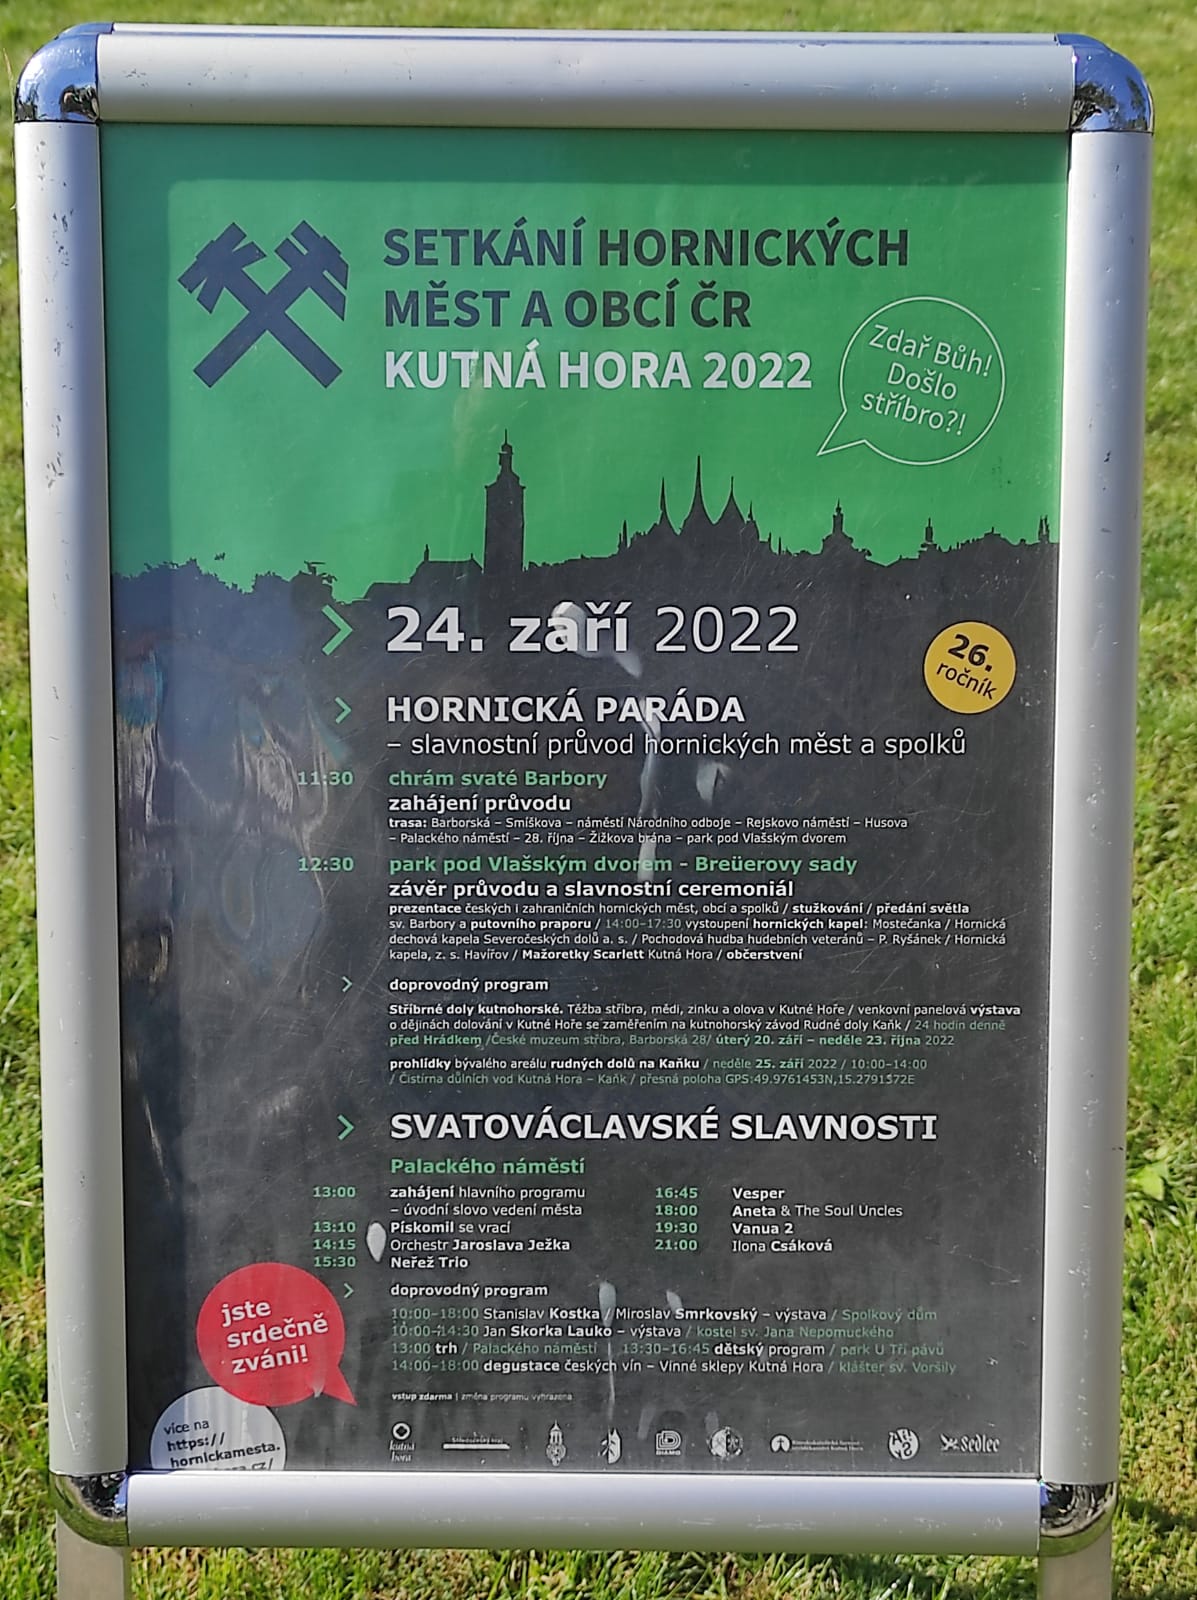 SETKÁNÍ HORNICKÝCH
MĚST A OBCÍ ČR
KUTNÁ HORA 2022
Zdař Bůh!
Došlo
stříbro?!
24. září 2022
26.
ročník
HORNICKÁ PARÁDA
– slavnostní průvod hornických měst a spolků
11:30 chrám svaté Barbory
zahájení průvodu
trasa: Barborská – Smíškova – náměstí Národního odboje – Rejskovo náměstí – Husova
– Palackého náměstí – 28. října – Žižkova brána – park pod Vlašským dvorem
12:30 park pod Vlašským dvorem - Breüerovy sady
závěr průvodu a slavnostní ceremoniál
prezentace českých i zahraničních hornických měst, obcí a spolků / stužkování / předání světla
sv. Barbory a putovního praporu / 14:00–17:30 vystoupení hornických kapel: Mostečanka / Hornická
dechová kapela Severočeských dolů a. s. / Pochodová hudba hudebních veteránů – P. Ryšánek / Hornická
kapela, z. s. Havířov / Mažoretky Scarlett Kutná Hora / občerstvení
doprovodný program
Stříbrné doly kutnohorské. Těžba stříbra, mědi, zinku a olova v Kutné Hoře / venkovní panelová výstava
o dějinách dolování v Kutné Hoře se zaměřením na kutnohorský závod Rudné doly Kaňk / 24 hodin denně
před Hrádkem /České muzeum stříbra, Barborská 28/ úterý 20. září – neděle 23. října 2022
prohlídky bývalého areálu rudných dolů na Kaňku / neděle 25. září 2022 / 10:00–14:00
/ Čistírna důlních vod Kutná Hora – Kaňk / přesná poloha GPS:49.9761453N,15.2791372E
SVATOVÁCLAVSKÉ SLAVNOSTI
Palackého náměstí
13:00 zahájení hlavního programu
– úvodní slovo vedení města
13:10 Pískomil se vrací
14:15 Orchestr Jaroslava Ježka
15:30 Neřež Trio
16:45 Vesper
18:00 Aneta & The Soul Uncles
19:30 Vanua 2
21:00 Ilona Csáková
doprovodný program
10:00–18:00 Stanislav Kostka / Miroslav Smrkovský – výstava / Spolkový dům
10:00–14:30 Jan Skorka Lauko – výstava / kostel sv. Jana Nepomuckého
13:00 trh / Palackého náměstí / 13:30–16:45 dětský program / park U Tří pávů
14:00–18:00 degustace českých vín – Vinné sklepy Kutná Hora / klášter sv. Voršily
vstup zdarma | změna programu vyhrazena
jste
srdečně
zváni!
více na
https://
hornickamesta.
kutná
hora
Středočeský kraj
DIAMO
sedlec